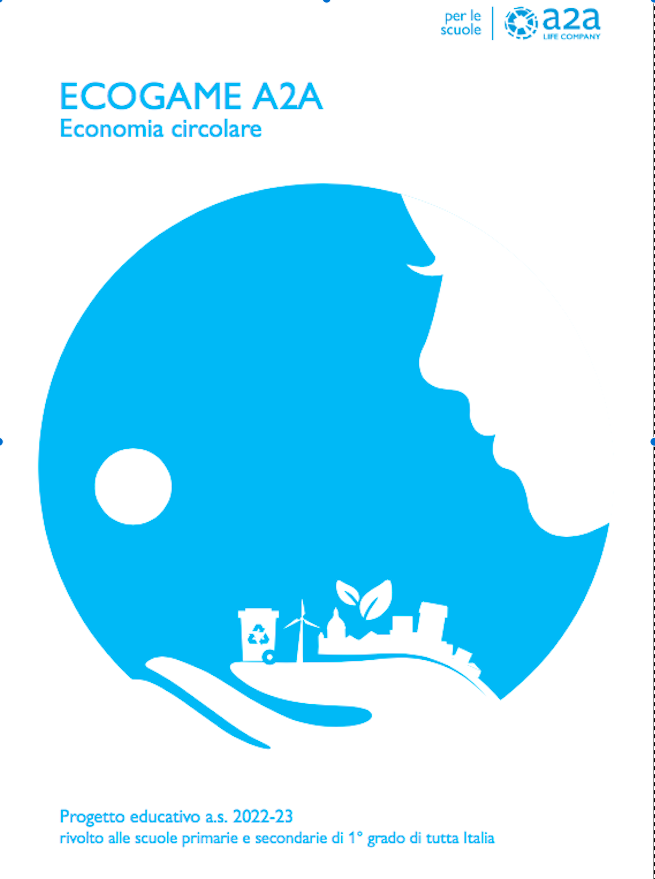 per le
scuole
a2a
LIFE COMPANY
ECOGAME A2A
Economia circolare
Progetto educativo a.s. 2022-23
rivolto alle scuole primarie e secondarie di 1° grado di tutta Italia